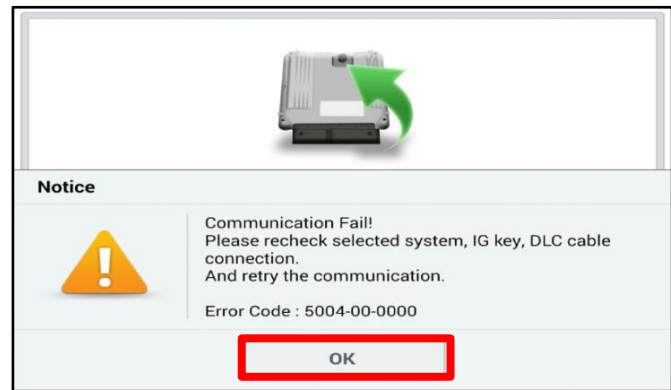 Notice
Communication Fail!
Please recheck selected system, IG key, DLC cable
connection.
And retry the communication.
Error Code : 5004-00-0000
OK